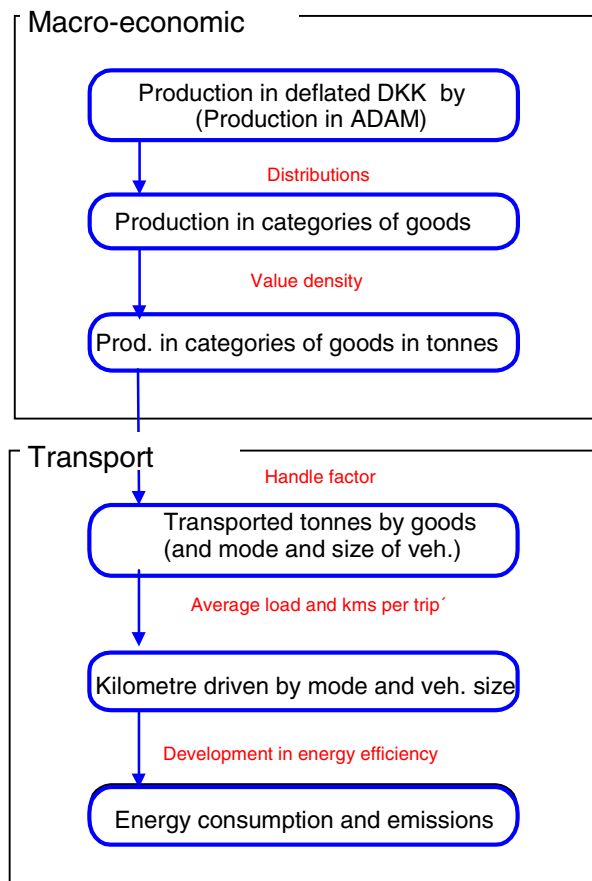 Macro-economic
Production in deflated DKK by
(Production in ADAM)
Distributions
Production in categories of goods
Value density
Prod. in categories of goods in tonnes
Transport
Handle factor
Transported tonnes by goods
(and mode and size of veh.)
Average load and kms per trip´
Kilometre driven by mode and veh. size
Development in energy efficiency
Energy consumption and emissions